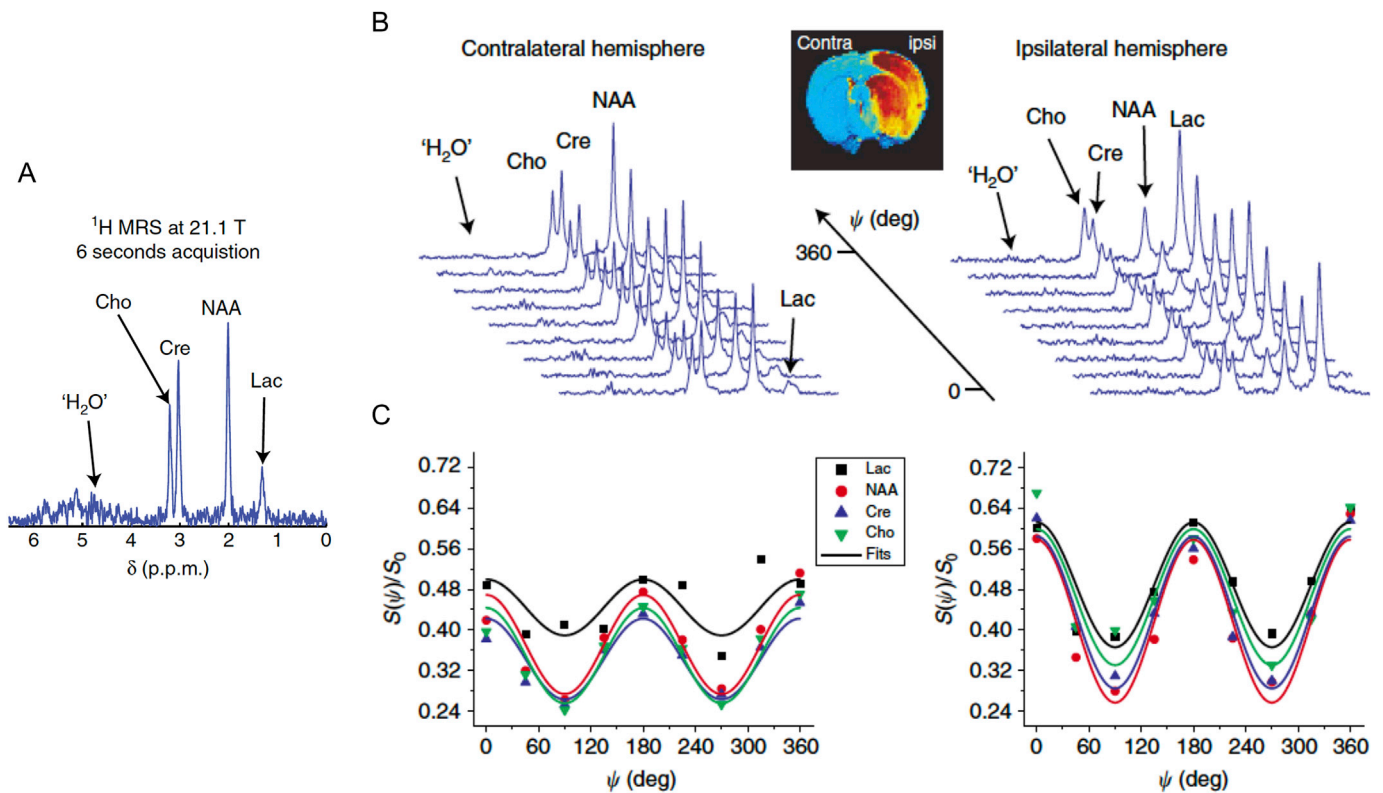 A
¹H MRS at 21.1 T
6 seconds acquistion
Cho
NAA
Cre
Lac
'H₂O'
6 5 4 3 2 1 0
δ (p.p.m.)
B
Contralateral hemisphere
NAA
Cre
Cho
'H₂O'
Lac
Contra ipsi
ψ (deg)
360
0
Ipsilateral hemisphere
Cho
NAA
Lac
Cre
'H₂O'
C
0.72
0.64
0.56
0.48
0.40
0.32
0.24
S(ψ)/S₀
0 60 120 180 240 300 360
ψ (deg)
Lac
NAA
Cre
Cho
Fits
0.72
0.64
0.56
0.48
0.40
0.32
0.24
S(ψ)/S₀
0 60 120 180 240 300 360
ψ (deg)